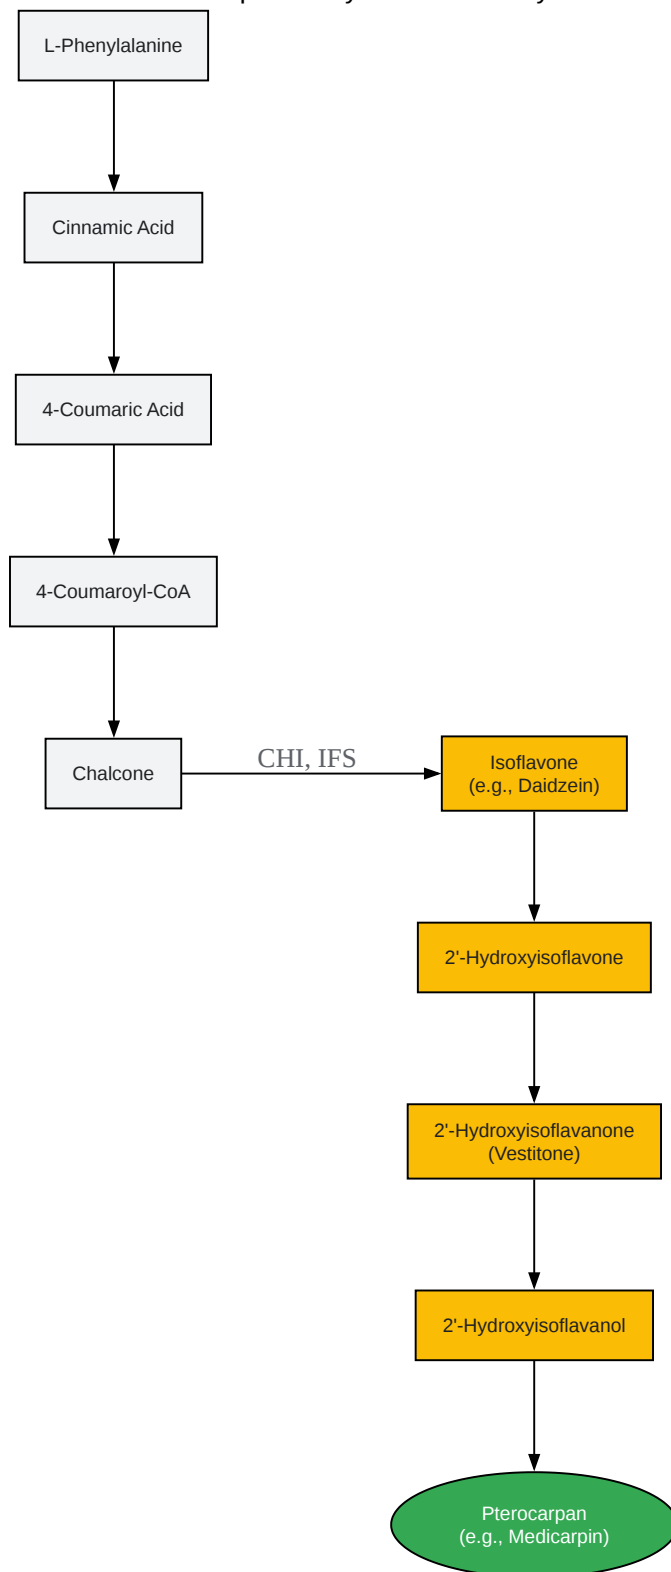 L-Phenylalanine
Cinnamic Acid
4-Coumaric Acid
4-Coumaroyl-CoA
Chalcone
CHI, IFS
Isoflavone
(e.g., Daidzein)
2'-Hydroxyisoflavone
2'-Hydroxyisoflavanone
(Vestitone)
2'-Hydroxyisoflavanol
Pterocarpan
(e.g., Medicarpin)